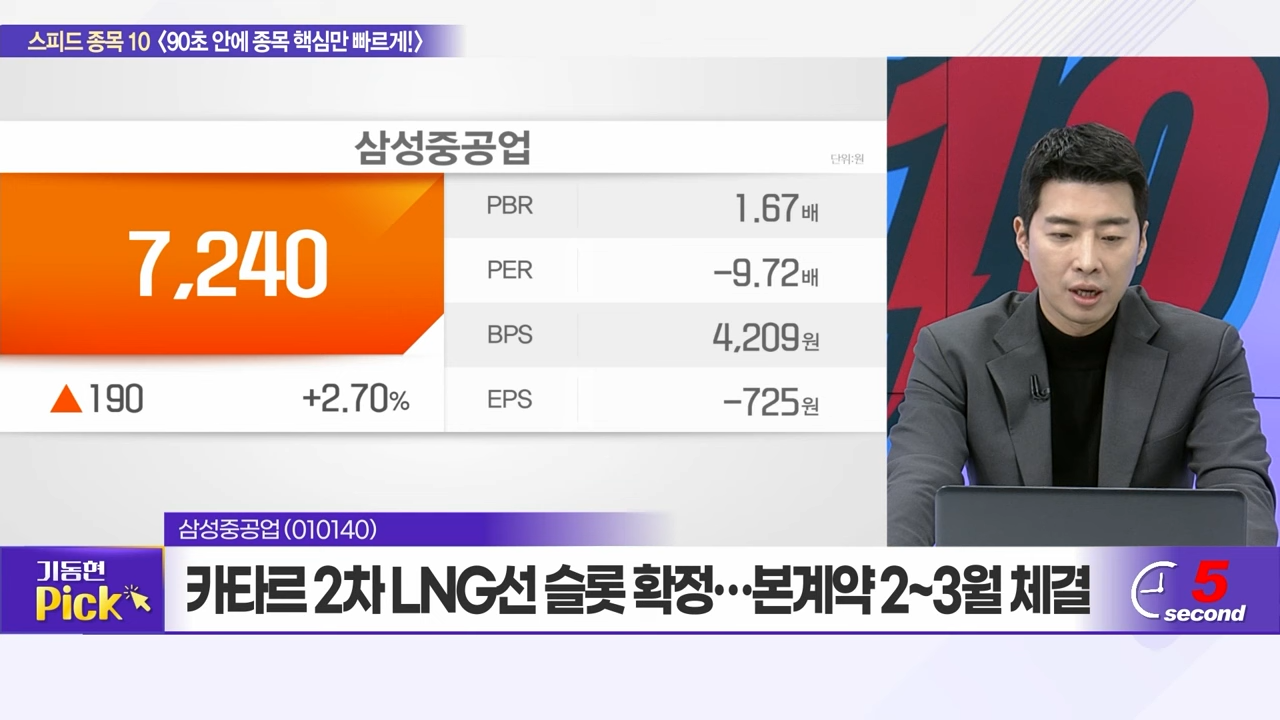 스피드 종목 10 〈90초 안에 종목 핵심만 빠르게!〉
10
삼성중공업
단위:원
7,240
▲190 +2.70%
PBR 1.67배
PER -9.72배
BPS 4,209원
EPS -725원
삼성중공업(010140)
기동현
Pick
카타르 2차 LNG선 슬롯 확정…본계약 2~3월 체결
5
second